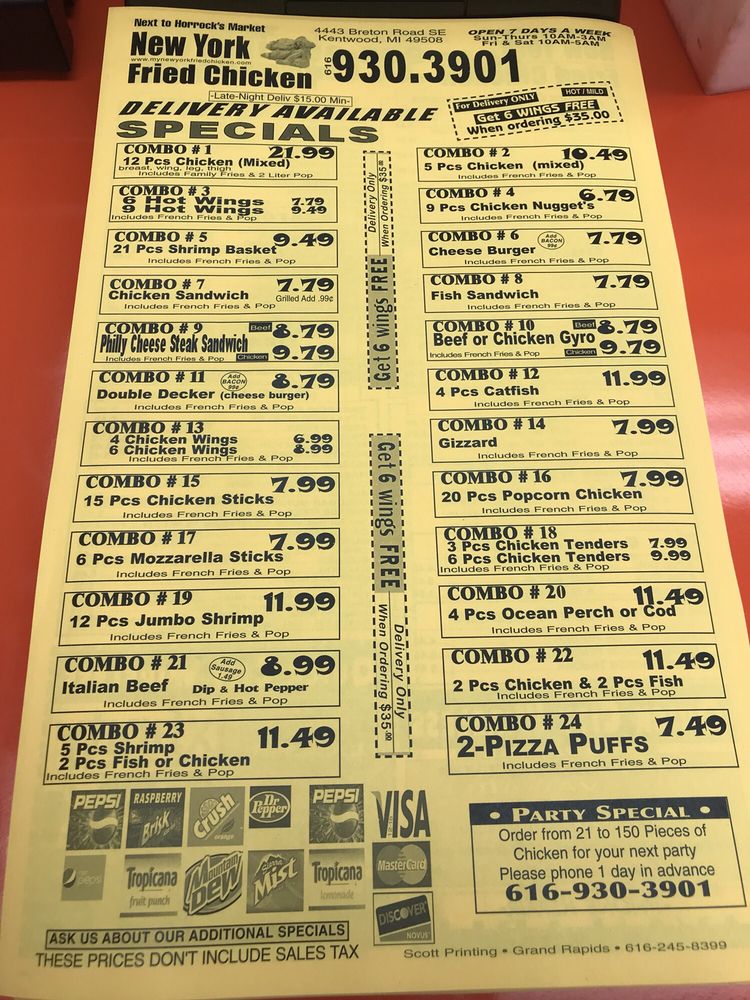 Next to Horrock's Market
New York
www.mynewyorkfriedchicken.com
Fried Chicken
4443 Breton Road SE
Kentwood, MI 49508
616 930.3901
OPEN 7 DAYS A WEEK
Sun-Thurs 10AM-3AM
Fri & Sat 10AM-5AM
-Late-Night Deliv $15.00 Min-
DELIVERY AVAILABLE
For Delivery ONLY HOT / MILD
Get 6 WINGS FREE
When ordering $35.00
SPECIALS
COMBO # 1 21.99
12 Pcs Chicken (Mixed)
breast, wing, leg, thigh
Includes Family Fries & 2 Liter Pop
COMBO # 2 10.49
5 Pcs Chicken (mixed)
Includes French Fries & Pop
COMBO # 3
6 Hot Wings 7.79
9 Hot Wings 9.49
Includes French Fries & Pop
COMBO # 4 6.79
9 Pcs Chicken Nugget's
Includes French Fries & Pop
COMBO # 5 9.49
21 Pcs Shrimp Basket
Includes French Fries & Pop
COMBO # 6 Add BACON 99¢ 7.79
Cheese Burger
Includes French Fries & Pop
COMBO # 7 7.79
Chicken Sandwich Grilled Add .99¢
Includes French Fries & Pop
COMBO # 8 7.79
Fish Sandwich
Includes French Fries & Pop
COMBO # 9 Beef 8.79
Philly Cheese Steak Sandwich
Includes French Fries & Pop Chicken 9.79
COMBO # 10 Beef 8.79
Beef or Chicken Gyro
Includes French Fries & Pop Chicken 9.79
COMBO # 11 Add BACON 99¢ 8.79
Double Decker (cheese burger)
Includes French Fries & Pop
COMBO # 12 11.99
4 Pcs Catfish
Includes French Fries & Pop
COMBO # 13
4 Chicken Wings 6.99
6 Chicken Wings 8.99
Includes French Fries & Pop
COMBO # 14 7.99
Gizzard
Includes French Fries & Pop
COMBO # 15 7.99
15 Pcs Chicken Sticks
Includes French Fries & Pop
COMBO # 16 7.99
20 Pcs Popcorn Chicken
Includes French Fries & Pop
COMBO # 17 7.99
6 Pcs Mozzarella Sticks
Includes French Fries & Pop
COMBO # 18
3 Pcs Chicken Tenders 7.99
6 Pcs Chicken Tenders 9.99
Includes French Fries & Pop
COMBO # 19 11.99
12 Pcs Jumbo Shrimp
Includes French Fries & Pop
COMBO # 20 11.49
4 Pcs Ocean Perch or Cod
Includes French Fries & Pop
COMBO # 21 Add Sausage 1.49 8.99
Italian Beef Dip & Hot Pepper
Includes French Fries & Pop
COMBO # 22 11.49
2 Pcs Chicken & 2 Pcs Fish
Includes French Fries & Pop
COMBO # 23 11.49
5 Pcs Shrimp
2 Pcs Fish or Chicken
Includes French Fries & Pop
COMBO # 24 7.49
2-PIZZA PUFFS
Includes French Fries & Pop
Get 6 wings FREE
Delivery Only
When Ordering $35.00
Get 6 wings FREE
Delivery Only
When Ordering $35.00
PEPSI
RASPBERRY
Brisk
Crush
orange
Dr Pepper
PEPSI
VISA
pepsi
Tropicana
fruit punch
Mountain DEW
Mist
Tropicana
lemonade
MasterCard
DISCOVER
NOVUS
• PARTY SPECIAL •
Order from 21 to 150 Pieces of
Chicken for your next party
Please phone 1 day in advance
616-930-3901
ASK US ABOUT OUR ADDITIONAL SPECIALS
THESE PRICES DON'T INCLUDE SALES TAX
Scott Printing • Grand Rapids • 616-245-8399